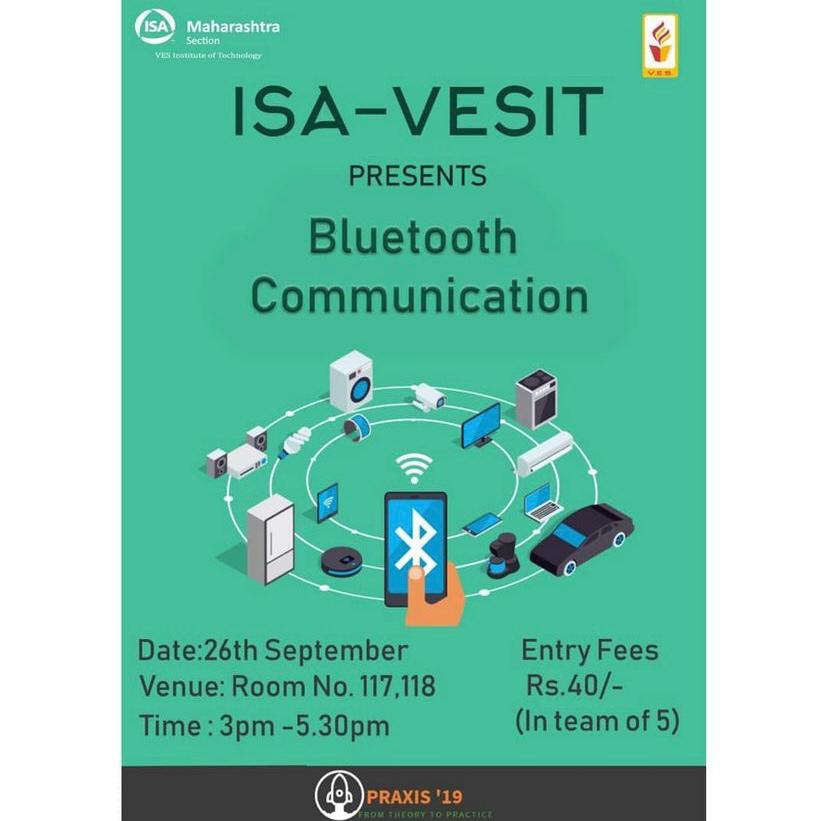 ISA
Maharashtra
Section
VES Institute of Technology
V.E.S.
ISA-VESIT
PRESENTS
Bluetooth
Communication
Date:26th September
Venue: Room No. 117,118
Time : 3pm -5.30pm
Entry Fees
Rs.40/-
(In team of 5)
PRAXIS '19
FROM THEORY TO PRACTICE